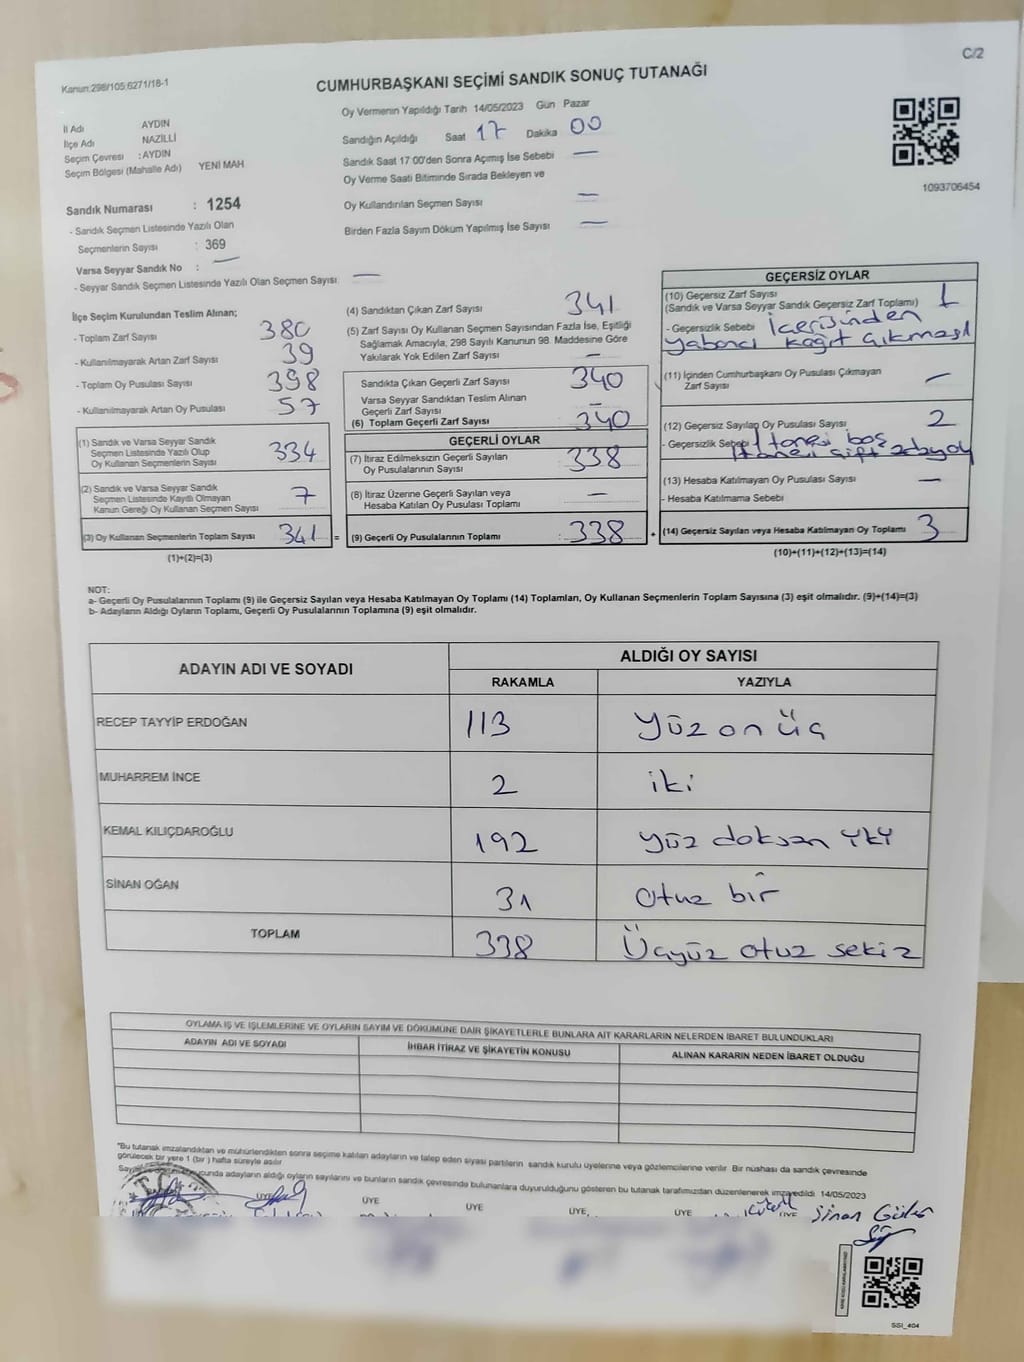 C/2
Kanun:298/105;6271/18-1
CUMHURBAŞKANI SEÇİMİ SANDIK SONUÇ TUTANAĞI
İl Adı AYDIN
İlçe Adı NAZİLLİ
Seçim Çevresi : AYDIN
Seçim Bölgesi (Mahalle Adı) YENİ MAH
Sandık Numarası : 1254
- Sandık Seçmen Listesinde Yazılı Olan
Seçmenlerin Sayısı : 369
Varsa Seyyar Sandık No : —
- Seyyar Sandık Seçmen Listesinde Yazılı Olan Seçmen Sayısı —
Oy Vermenin Yapıldığı Tarih 14/05/2023 Gün Pazar
Sandığın Açıldığı Saat 17 Dakika 00
Sandık Saat 17 00'den Sonra Açımış İse Sebebi —
Oy Verme Saati Bitiminde Sırada Bekleyen ve
Oy Kullandırılan Seçmen Sayısı —
Birden Fazla Sayım Döküm Yapılmış İse Sayısı —
1093706454
İlçe Seçim Kurulundan Teslim Alınan;
- Toplam Zarf Sayısı 380
- Kullanılmayarak Artan Zarf Sayısı 39
- Toplam Oy Pusulası Sayısı 398
- Kullanılmayarak Artan Oy Pusulası 57
(1) Sandık ve Varsa Seyyar Sandık
Seçmen Listesinde Yazılı Olup
Oy Kullanan Seçmenlerin Sayısı 334
(2) Sandık ve Varsa Seyyar Sandık
Seçmen Listesinde Kayıtlı Olmayan
Kanun Gereği Oy Kullanan Seçmen Sayısı 7
(3) Oy Kullanan Seçmenlerin Toplam Sayısı 341 =
(1)+(2)=(3)
(4) Sandıktan Çıkan Zarf Sayısı 341
(5) Zarf Sayısı Oy Kullanan Seçmen Sayısından Fazla İse, Eşitliği
Sağlamak Amacıyla, 298 Sayılı Kanunun 98. Maddesine Göre
Yakılarak Yok Edilen Zarf Sayısı —
Sandıkta Çıkan Geçerli Zarf Sayısı 340
Varsa Seyyar Sandıktan Teslim Alınan
Geçerli Zarf Sayısı —
(6) Toplam Geçerli Zarf Sayısı 340
GEÇERLİ OYLAR
(7) İtiraz Edilmeksizin Geçerli Sayılan
Oy Pusulalarının Sayısı 338
(8) İtiraz Üzerine Geçerli Sayılan veya
Hesaba Katılan Oy Pusulası Toplamı —
(9) Geçerli Oy Pusulalarının Toplamı : 338 +
GEÇERSİZ OYLAR
(10) Geçersiz Zarf Sayısı
(Sandık ve Varsa Seyyar Sandık Geçersiz Zarf Toplamı) 1
- Geçersizlik Sebebi İçerisinden
yabancı kağıt çıkması
(11) İçinden Cumhurbaşkanı Oy Pusulası Çıkmayan
Zarf Sayısı —
(12) Geçersiz Sayılan Oy Pusulası Sayısı 2
- Geçersizlik Sebebi 1 tanesi boş
1 tanesi çift
(13) Hesaba Katılmayan Oy Pusulası Sayısı —
- Hesaba Katılmama Sebebi
(14) Geçersiz Sayılan veya Hesaba Katılmayan Oy Toplamı 3
(10)+(11)+(12)+(13)=(14)
NOT:
a- Geçerli Oy Pusulalarının Toplamı (9) ile Geçersiz Sayılan veya Hesaba Katılmayan Oy Toplamı (14) Toplamları, Oy Kullanan Seçmenlerin Toplam Sayısına (3) eşit olmalıdır. (9)+(14)=(3)
b- Adayların Aldığı Oyların Toplamı, Geçerli Oy Pusulalarının Toplamına (9) eşit olmalıdır.
ADAYIN ADI VE SOYADI ALDIĞI OY SAYISI
RAKAMLA YAZIYLA
RECEP TAYYİP ERDOĞAN 113 yüz on üç
MUHARREM İNCE 2 iki
KEMAL KILIÇDAROĞLU 192 yüz doksan iki
SİNAN OĞAN 31 Otuz bir
TOPLAM 338 Üçyüz otuz sekiz
OYLAMA İŞ VE İŞLEMLERİNE VE OYLARIN SAYIM VE DÖKÜMÜNE DAİR ŞİKAYETLERLE BUNLARA AİT KARARLARIN NELERDEN İBARET BULUNDUKLARI
ADAYIN ADI VE SOYADI İHBAR İTİRAZ VE ŞİKAYETİN KONUSU ALINAN KARARIN NEDEN İBARET OLDUĞU
*Bu tutanak imzalandıktan ve mühürlendikten sonra seçime katılan adayların ve talep eden siyasi partilerin sandık kurulu üyelerine veya gözlemcilerine verilir. Bir nüshası da sandık çevresinde
görülecek bir yere 1 (bir) hafta süreyle asılır.
adayların aldığı oyların sayılarını ve bunların sandık çevresinde bulunanlara duyurulduğunu gösteren bu tutanak tarafımızdan düzenlenerek imzayedildi 14/05/2023
ÜYE ÜYE ÜYE ÜYE ÜYE ÜYE Sinan
SSI_404